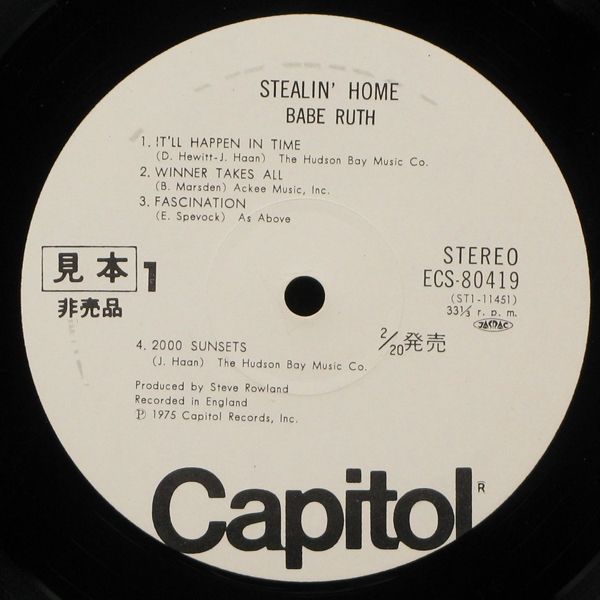 STEALIN' HOME
BABE RUTH
1. IT'LL HAPPEN IN TIME
(D. Hewitt-J. Haan) The Hudson Bay Music Co.
2. WINNER TAKES ALL
(B. Marsden) Ackee Music, Inc.
3. FASCINATION
(E. Spevock) As Above
見本 1
非売品
STEREO
ECS-80419
(ST1-11451)
33⅓ r. p. m.
JASRAC
4. 2000 SUNSETS
(J. Haan) The Hudson Bay Music Co.
2/20発売
Produced by Steve Rowland
Recorded in England
Ⓟ 1975 Capitol Records, Inc.
Capitol®